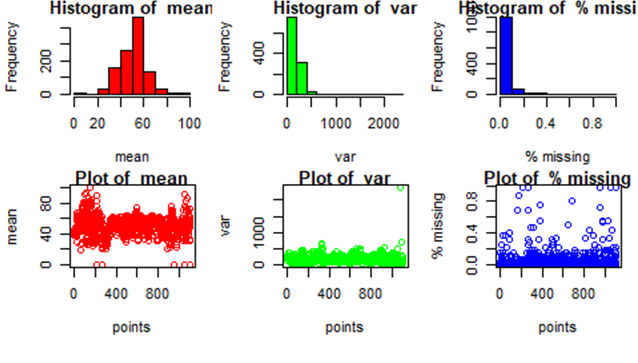 Histogram of mean
Histogram of var
Histogram of % missi
Frequency
200
0
0 20 60 100
mean
Frequency
400
0
0 1000 2000
var
Frequency
1000
400
0
0.0 0.4 0.8
% missing
Plot of mean
Plot of var
Plot of % missing
mean
80
40
0
400 800
points
var
1000
0
0 400 800
points
% missing
0.8
0.4
0.0
0 400 800
points